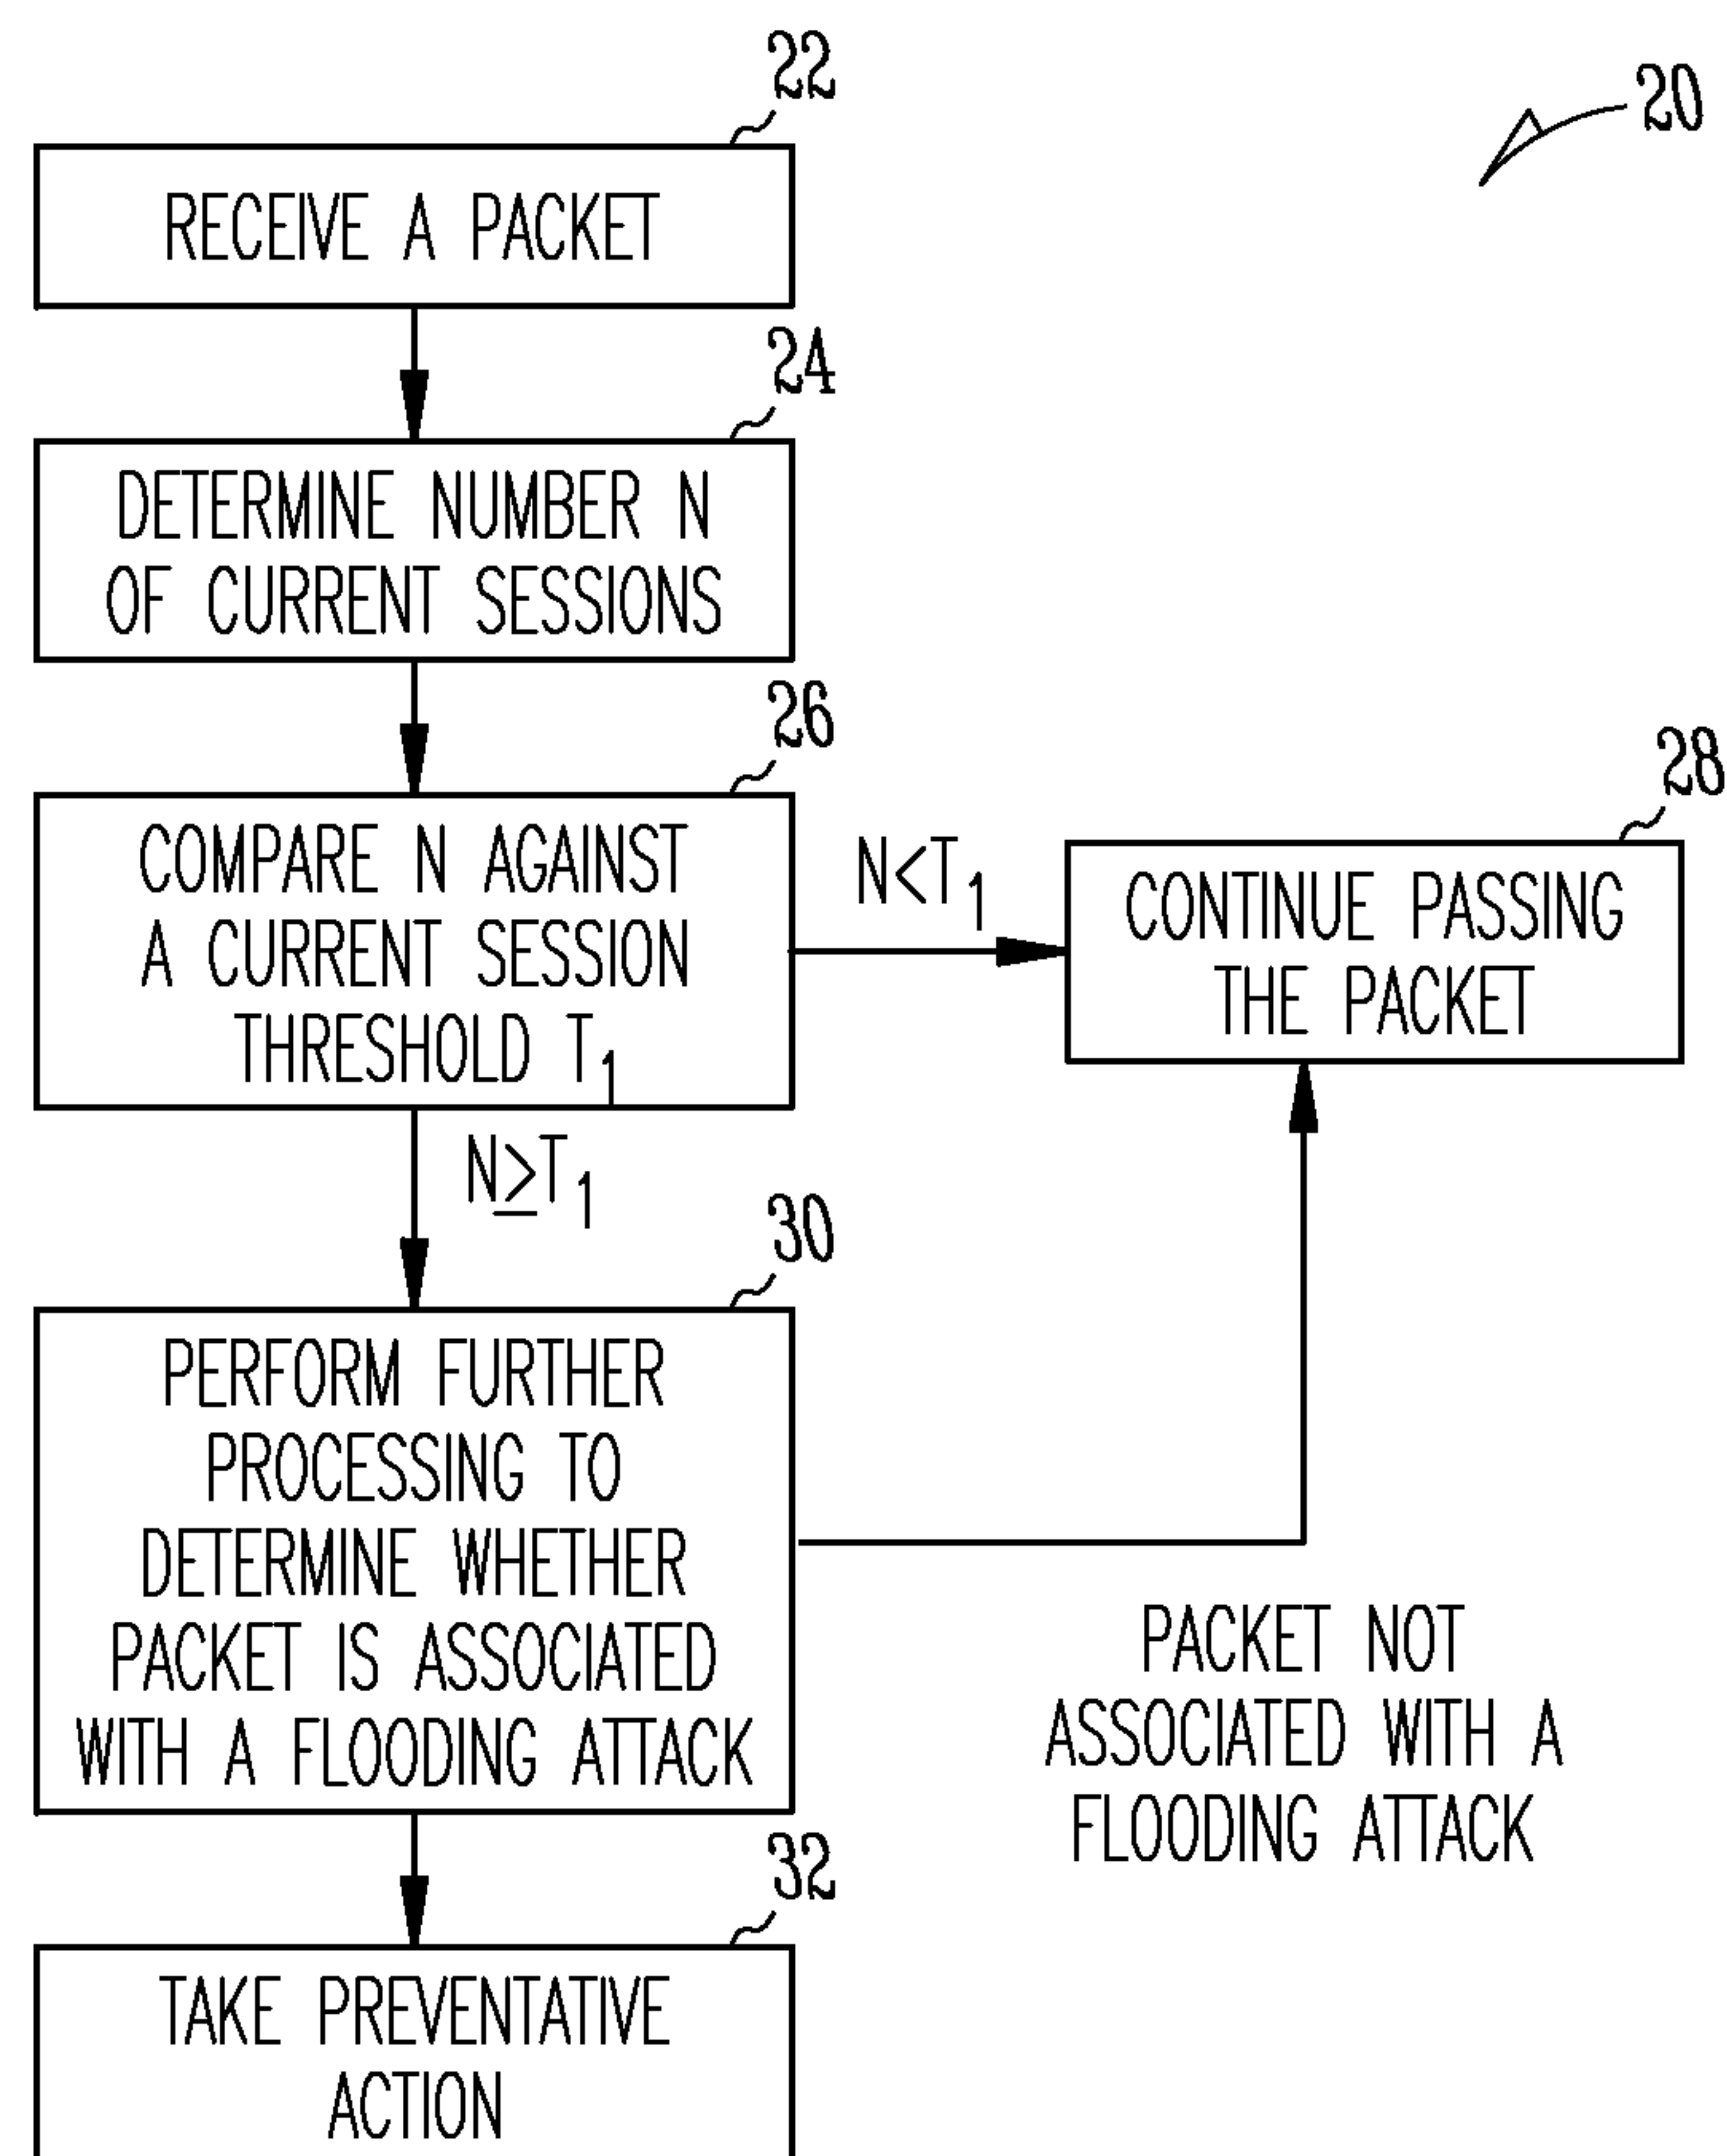 22
20
RECEIVE A PACKET
24
DETERMINE NUMBER N
OF CURRENT SESSIONS
26
COMPARE N AGAINST
A CURRENT SESSION
THRESHOLD T₁
N<T₁
28
CONTINUE PASSING
THE PACKET
N≥T₁
30
PERFORM FURTHER
PROCESSING TO
DETERMINE WHETHER
PACKET IS ASSOCIATED
WITH A FLOODING ATTACK
PACKET NOT
ASSOCIATED WITH A
FLOODING ATTACK
32
TAKE PREVENTATIVE
ACTION